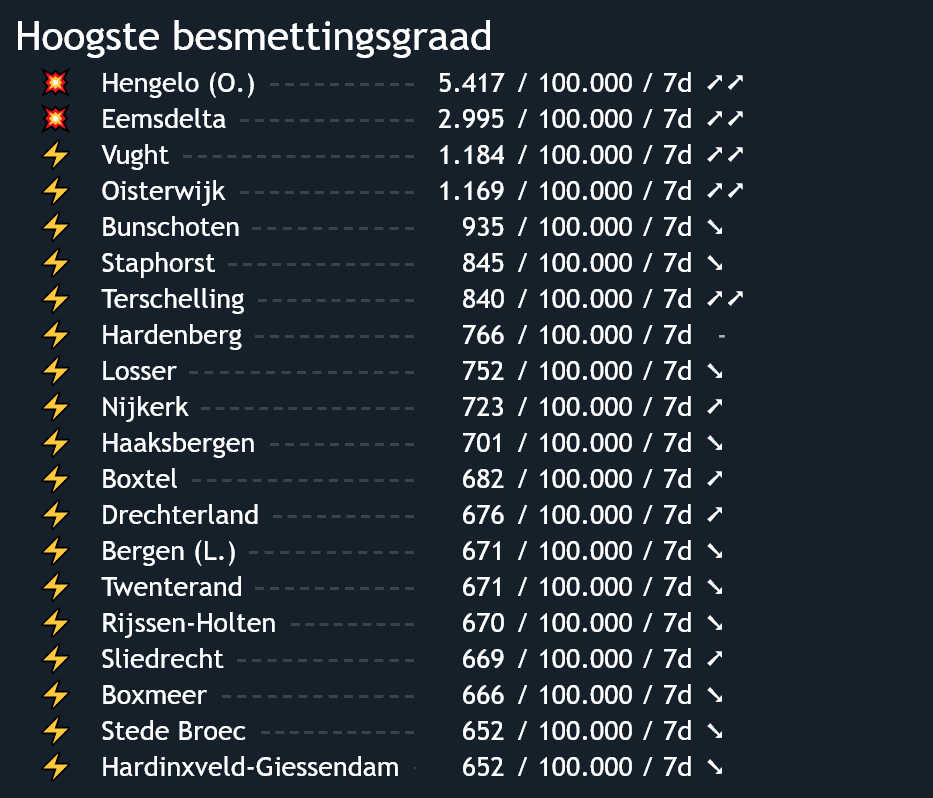 Hoogste besmettingsgraad
💥 Hengelo (O.) ------------ 5.417 / 100.000 / 7d ➚➚
💥 Eemsdelta -------------- 2.995 / 100.000 / 7d ➚➚
⚡ Vught ------------------ 1.184 / 100.000 / 7d ➚➚
⚡ Oisterwijk -------------- 1.169 / 100.000 / 7d ➚➚
⚡ Bunschoten ------------- 935 / 100.000 / 7d ➘
⚡ Staphorst --------------- 845 / 100.000 / 7d ➘
⚡ Terschelling ------------- 840 / 100.000 / 7d ➚➚
⚡ Hardenberg ------------- 766 / 100.000 / 7d -
⚡ Losser ------------------ 752 / 100.000 / 7d ➘
⚡ Nijkerk ----------------- 723 / 100.000 / 7d ➚
⚡ Haaksbergen ------------ 701 / 100.000 / 7d ➘
⚡ Boxtel ------------------ 682 / 100.000 / 7d ➚
⚡ Drechterland ------------ 676 / 100.000 / 7d ➚
⚡ Bergen (L.) ------------- 671 / 100.000 / 7d ➘
⚡ Twenterand ------------- 671 / 100.000 / 7d ➘
⚡ Rijssen-Holten ---------- 670 / 100.000 / 7d ➘
⚡ Sliedrecht -------------- 669 / 100.000 / 7d ➚
⚡ Boxmeer --------------- 666 / 100.000 / 7d ➘
⚡ Stede Broec ------------ 652 / 100.000 / 7d ➘
⚡ Hardinxveld-Giessendam - 652 / 100.000 / 7d ➘